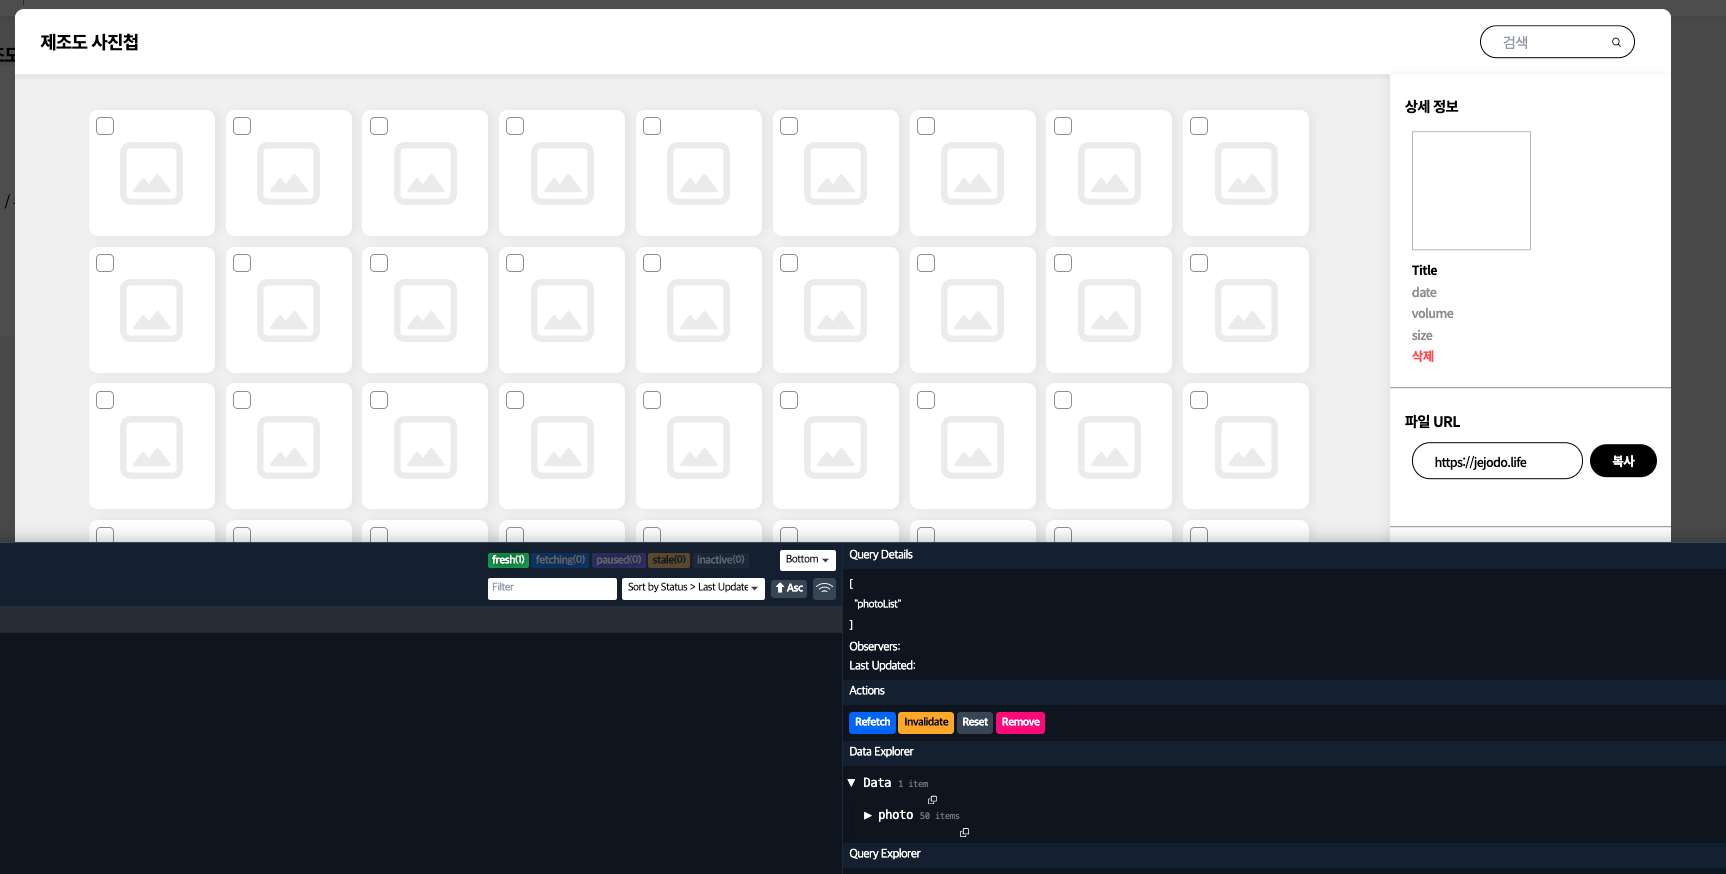 제조도 사진첩
검색
상세 정보
Title
date
volume
size
삭제
파일 URL
https://jejodo.life
복사
fresh(1) fetching(0) paused(0) stale(0) inactive(0)
Bottom
Filter
Sort by Status > Last Update
Asc
Query Details
[
"photoList"
]
Observers:
Last Updated:
Actions
Refetch Invalidate Reset Remove
Data Explorer
▼ Data 1 item
▶ photo 50 items
Query Explorer